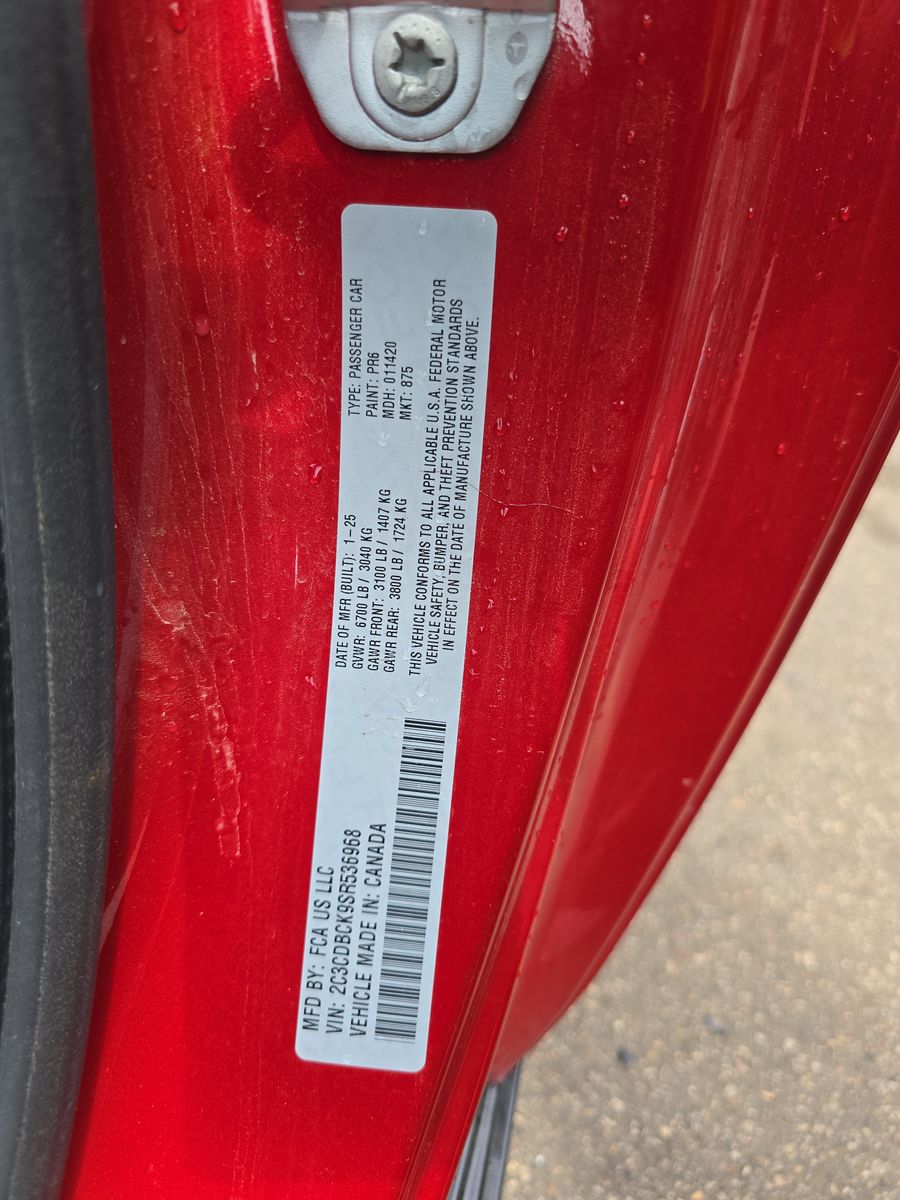 MFD BY: FCA US LLC
VIN: 2C3CDBCK9SR536968
VEHICLE MADE IN: CANADA
DATE OF MFR (BUILT): 1-25
GVWR: 6700 LB / 3040 KG
GAWR FRONT: 3100 LB / 1407 KG
GAWR REAR: 3800 LB / 1724 KG
TYPE: PASSENGER CAR
PAINT: PR6
MDH: 011420
MKT: 875
THIS VEHICLE CONFORMS TO ALL APPLICABLE U.S.A. FEDERAL MOTOR
VEHICLE SAFETY, BUMPER, AND THEFT PREVENTION STANDARDS
IN EFFECT ON THE DATE OF MANUFACTURE SHOWN ABOVE.